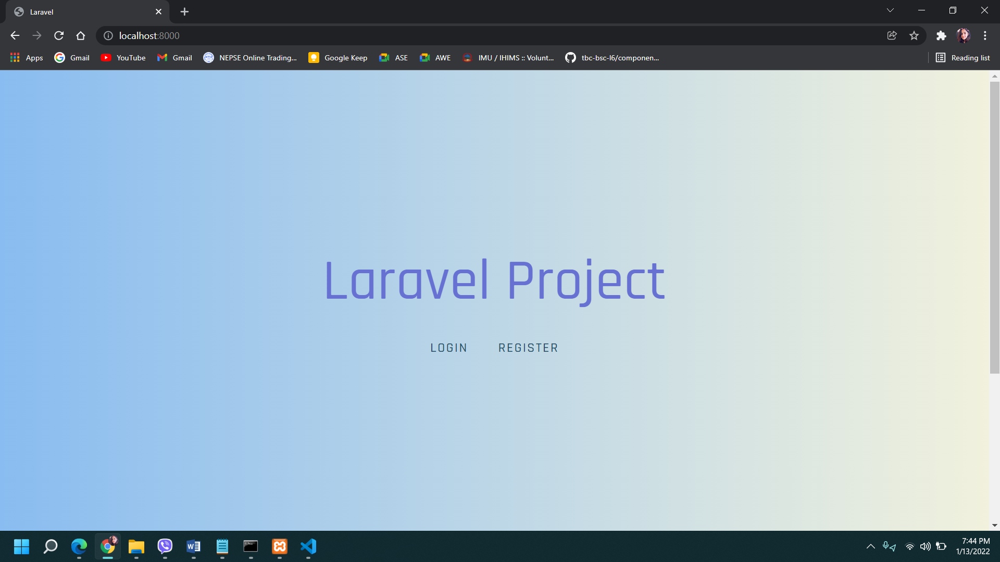 Laravel
localhost:8000
Apps Gmail YouTube Gmail NEPSE Online Trading... Google Keep ASE AWE IMU / IHIMS :: Volunt... tbc-bsc-l6/componen... Reading list
Laravel Project
LOGIN REGISTER
7:44 PM
1/13/2022